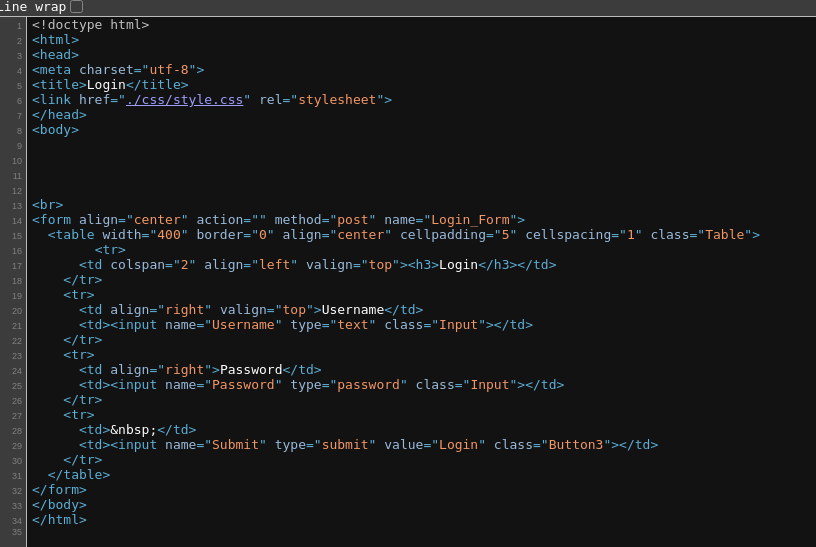 Line wrap
1 <!doctype html>
2 <html>
3 <head>
4 <meta charset="utf-8">
5 <title>Login</title>
6 <link href="./css/style.css" rel="stylesheet">
7 </head>
8 <body>
9
10
11
12
13 <br>
14 <form align="center" action="" method="post" name="Login_Form">
15   <table width="400" border="0" align="center" cellpadding="5" cellspacing="1" class="Table">
16         <tr>
17       <td colspan="2" align="left" valign="top"><h3>Login</h3></td>
18     </tr>
19     <tr>
20       <td align="right" valign="top">Username</td>
21       <td><input name="Username" type="text" class="Input"></td>
22     </tr>
23     <tr>
24       <td align="right">Password</td>
25       <td><input name="Password" type="password" class="Input"></td>
26     </tr>
27     <tr>
28       <td>&nbsp;</td>
29       <td><input name="Submit" type="submit" value="Login" class="Button3"></td>
30     </tr>
31   </table>
32 </form>
33 </body>
34 </html>
35